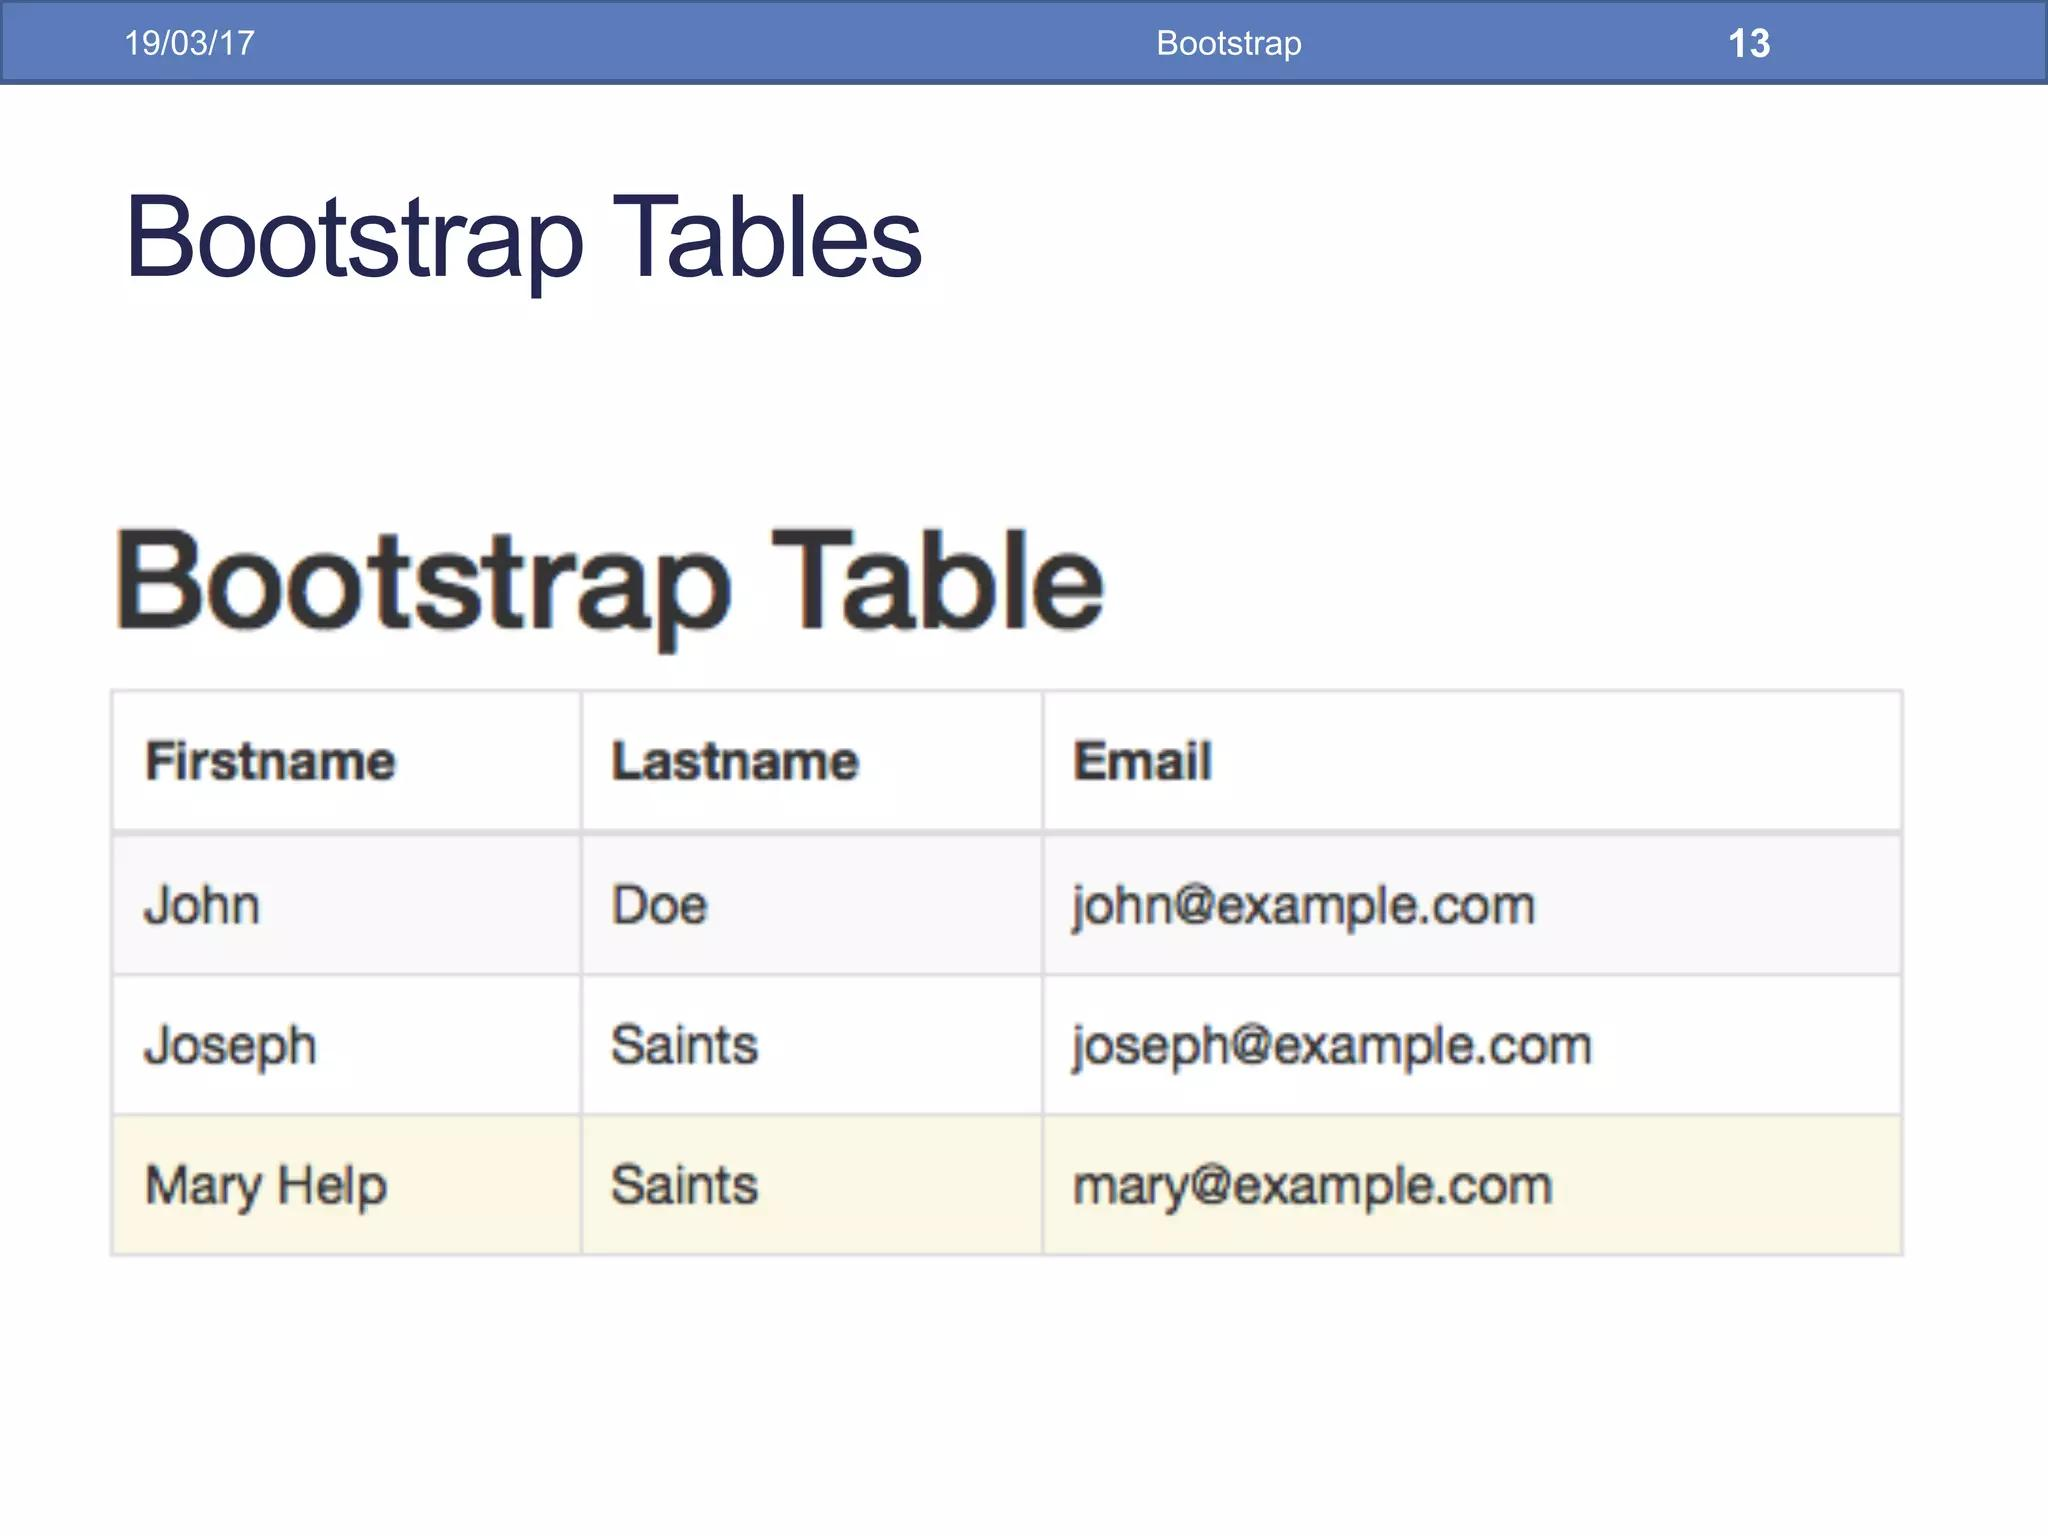 19/03/17 Bootstrap 13
Bootstrap Tables
Bootstrap Table
Firstname Lastname Email
John Doe john@example.com
Joseph Saints joseph@example.com
Mary Help Saints mary@example.com